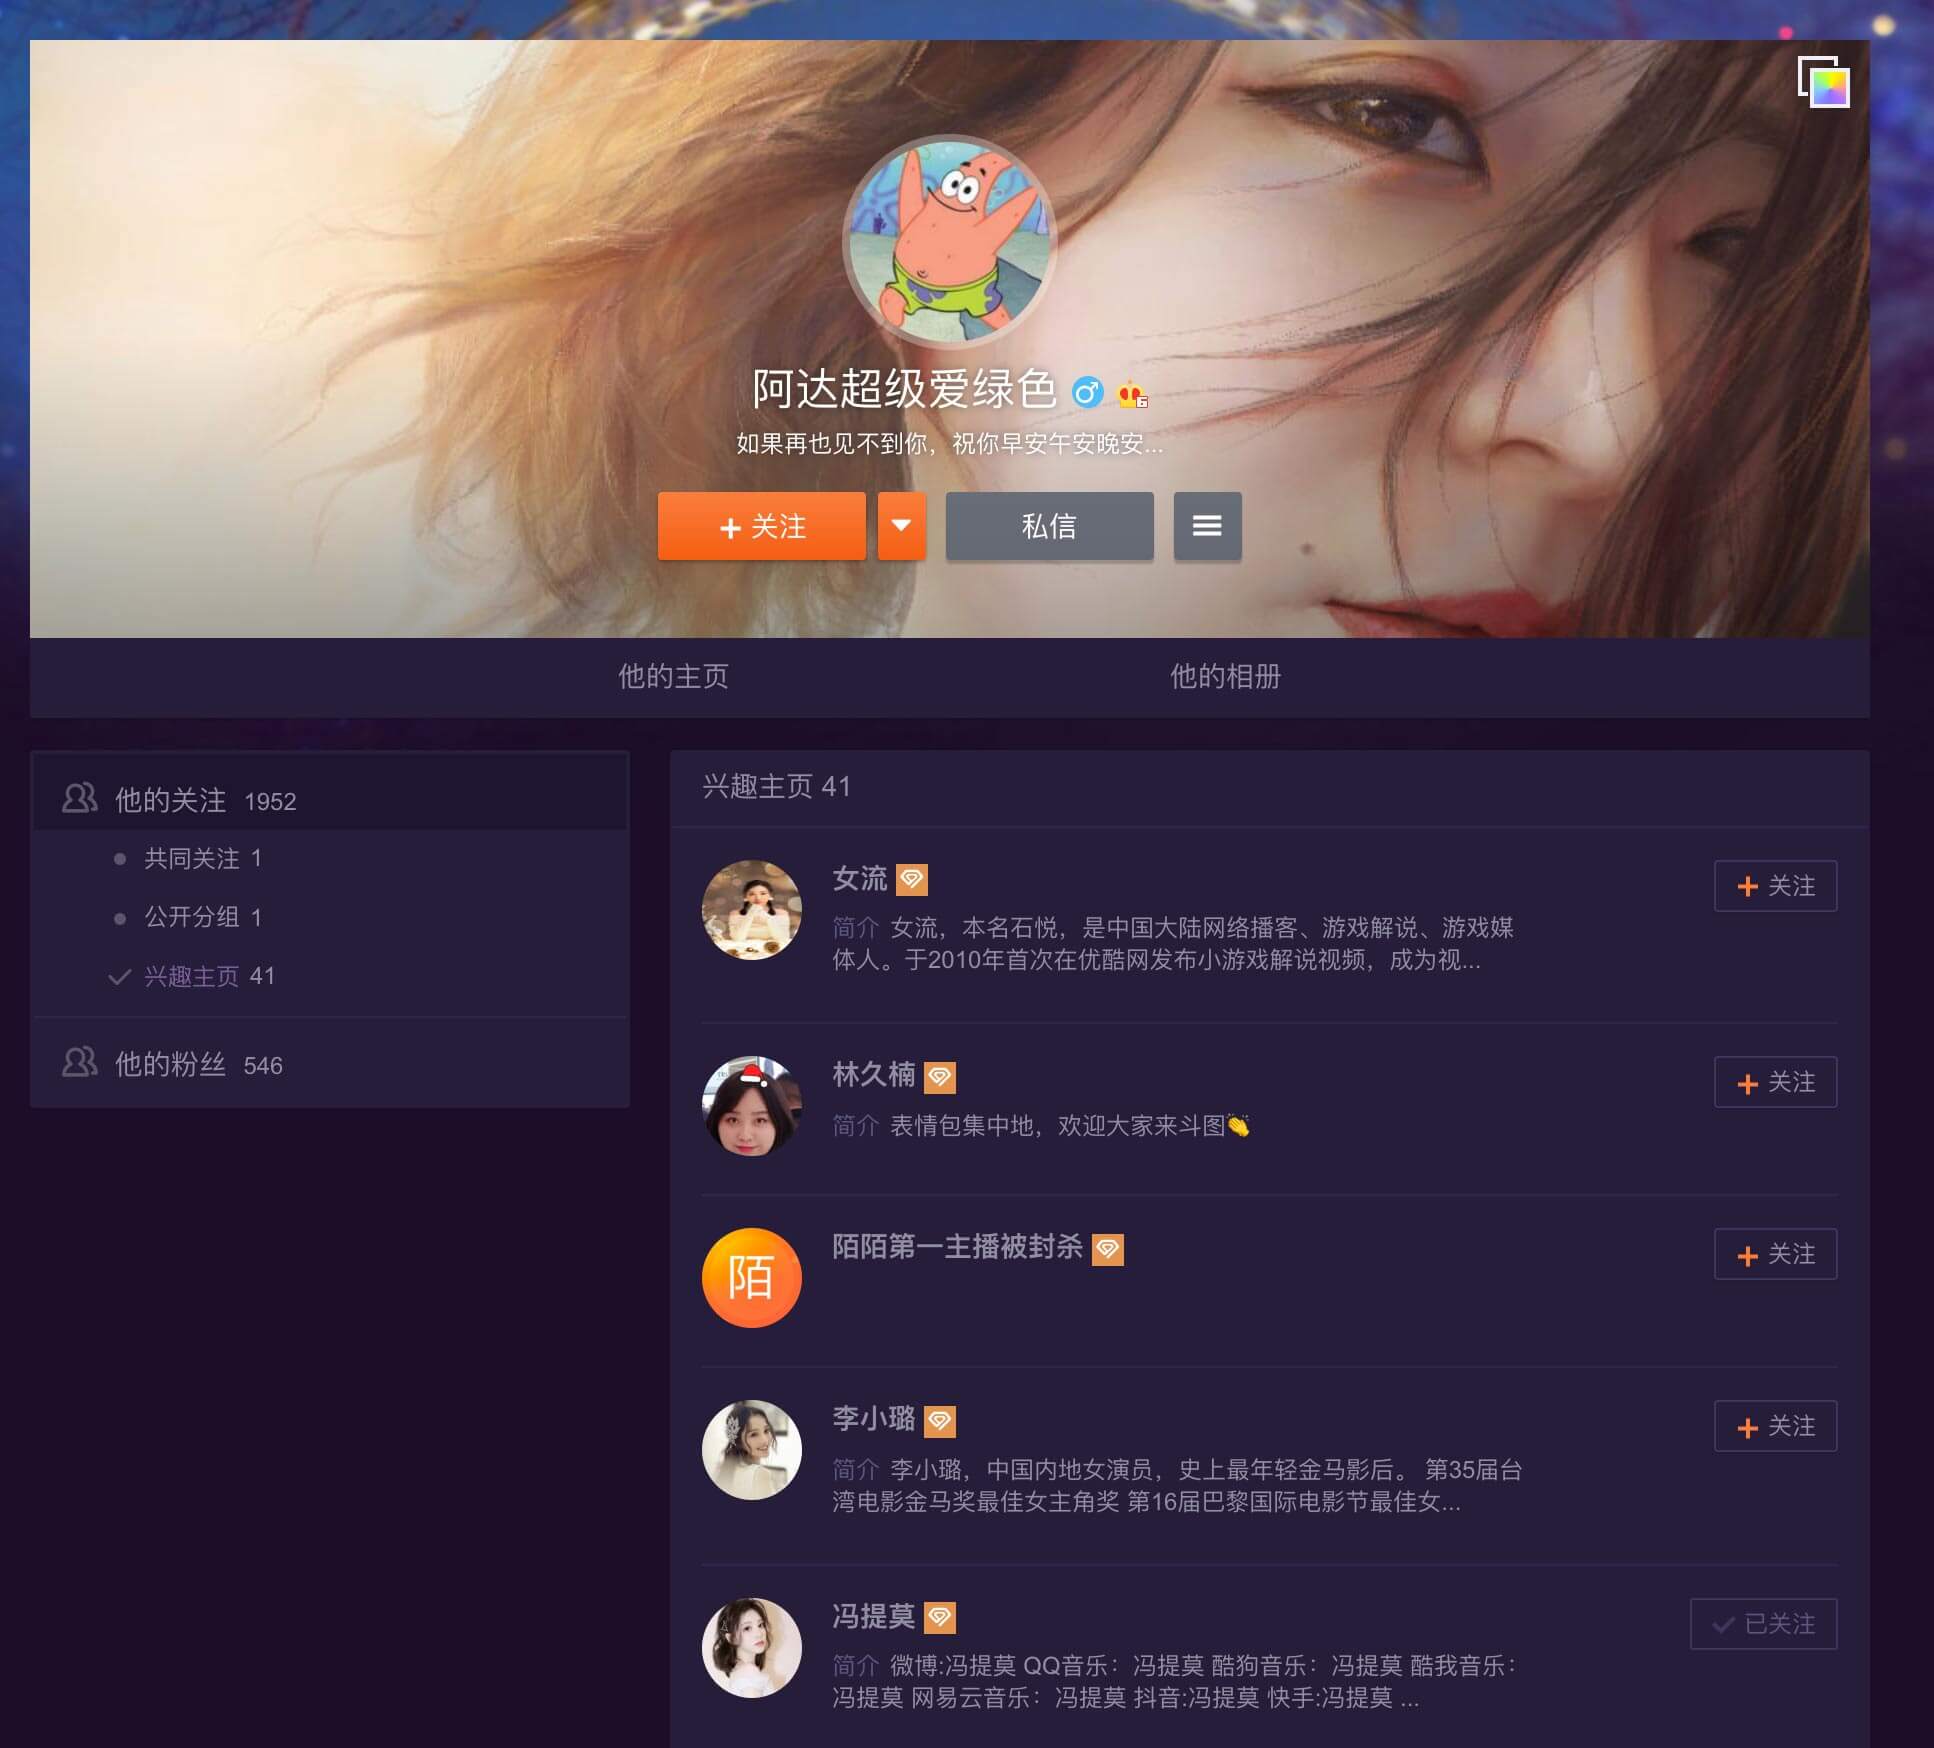 阿达超级爱绿色
如果再也见不到你，祝你早安午安晚安...
+ 关注
私信
他的主页
他的相册
他的关注 1952
共同关注 1
公开分组 1
兴趣主页 41
他的粉丝 546
兴趣主页 41
女流
+ 关注
简介 女流，本名石悦，是中国大陆网络播客、游戏解说、游戏媒
体人。于2010年首次在优酷网发布小游戏解说视频，成为视...
林久楠
+ 关注
简介 表情包集中地，欢迎大家来斗图👏
陌
陌陌第一主播被封杀
+ 关注
李小璐
+ 关注
简介 李小璐，中国内地女演员，史上最年轻金马影后。 第35届台
湾电影金马奖最佳女主角奖 第16届巴黎国际电影节最佳女...
冯提莫
已关注
简介 微博:冯提莫 QQ音乐：冯提莫 酷狗音乐：冯提莫 酷我音乐：
冯提莫 网易云音乐：冯提莫 抖音:冯提莫 快手:冯提莫 ...